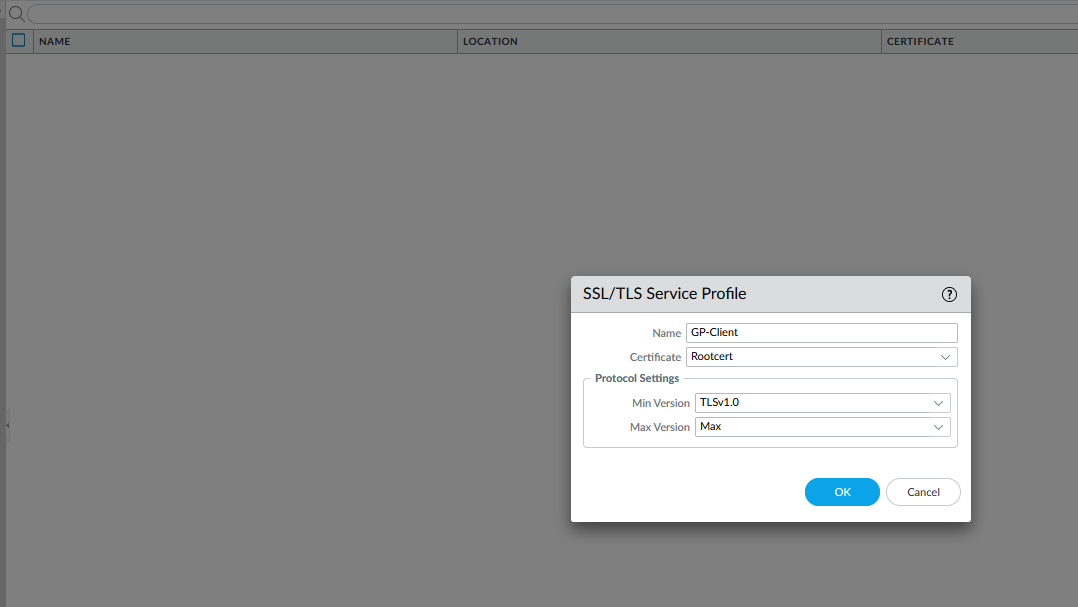 NAME LOCATION CERTIFICATE
SSL/TLS Service Profile ?
Name GP-Client
Certificate Rootcert
Protocol Settings
Min Version TLSv1.0
Max Version Max
OK Cancel